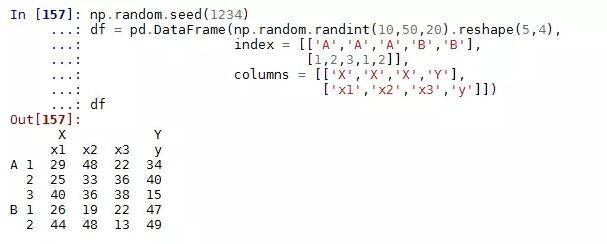 In [157]: np.random.seed(1234)
     ...: df = pd.DataFrame(np.random.randint(10,50,20).reshape(5,4),
     ...:                   index = [['A','A','A','B','B'],
     ...:                            [1,2,3,1,2]],
     ...:                   columns = [['X','X','X','Y'],
     ...:                              ['x1','x2','x3','y']])
     ...: df
Out[157]:
      X           Y
     x1  x2  x3   y
A 1  29  48  22  34
  2  25  33  36  40
  3  40  36  38  15
B 1  26  19  22  47
  2  44  48  13  49